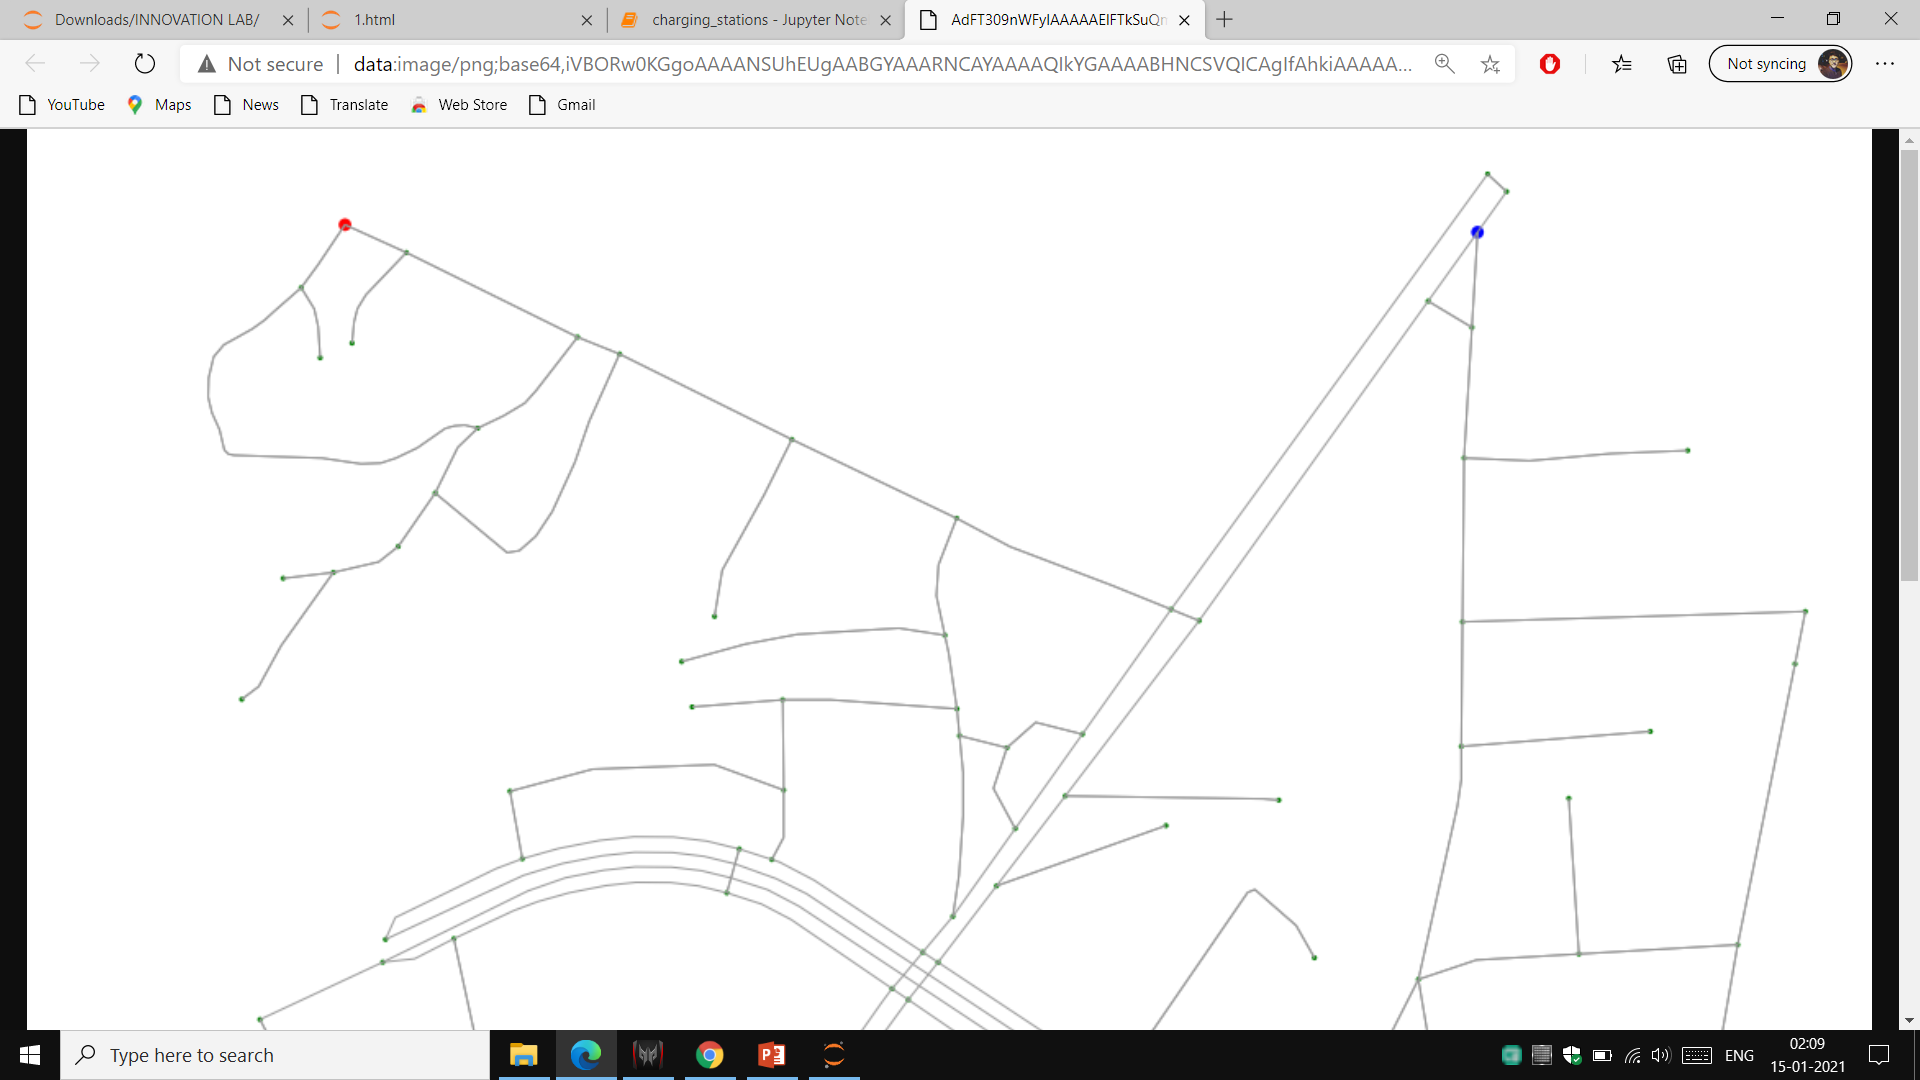 Downloads/INNOVATION LAB/
1.html
charging_stations - Jupyter Note
Not secure
data:image/png;base64,iVBORw0KGgoAAAANSUhEUgAABGYAAARNCAYAAAAQIkYGAAAABHNCSVQICAgIfAhkiAAAAA...
Not syncing
YouTube
Maps
News
Translate
Web Store
Gmail
Type here to search
ENG
02:09
15-01-2021